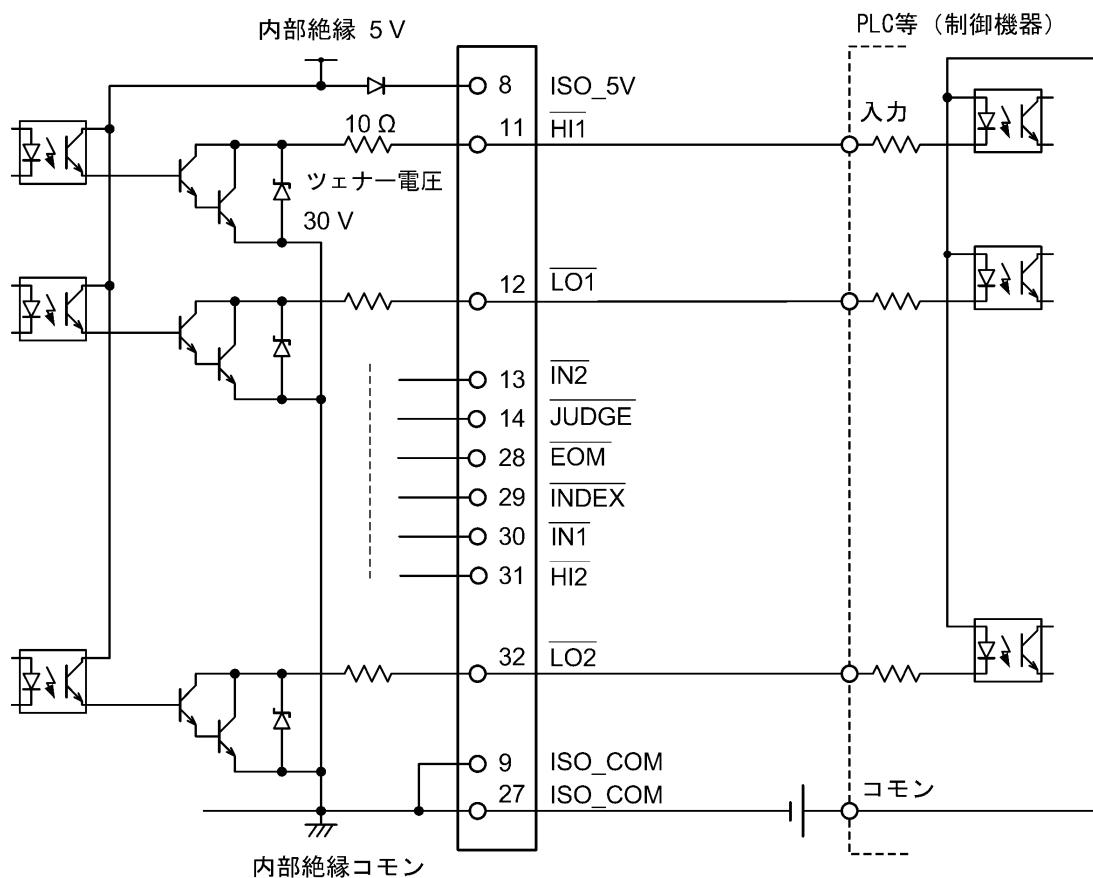 内部絶縁 5 V
PLC等（制御機器）
8 ISO_5V
10 Ω
11 HI1
入力
ツェナー電圧
30 V
12 LO1
13 IN2
14 JUDGE
28 EOM
29 INDEX
30 IN1
31 HI2
32 LO2
9 ISO_COM
27 ISO_COM
コモン
内部絶縁コモン